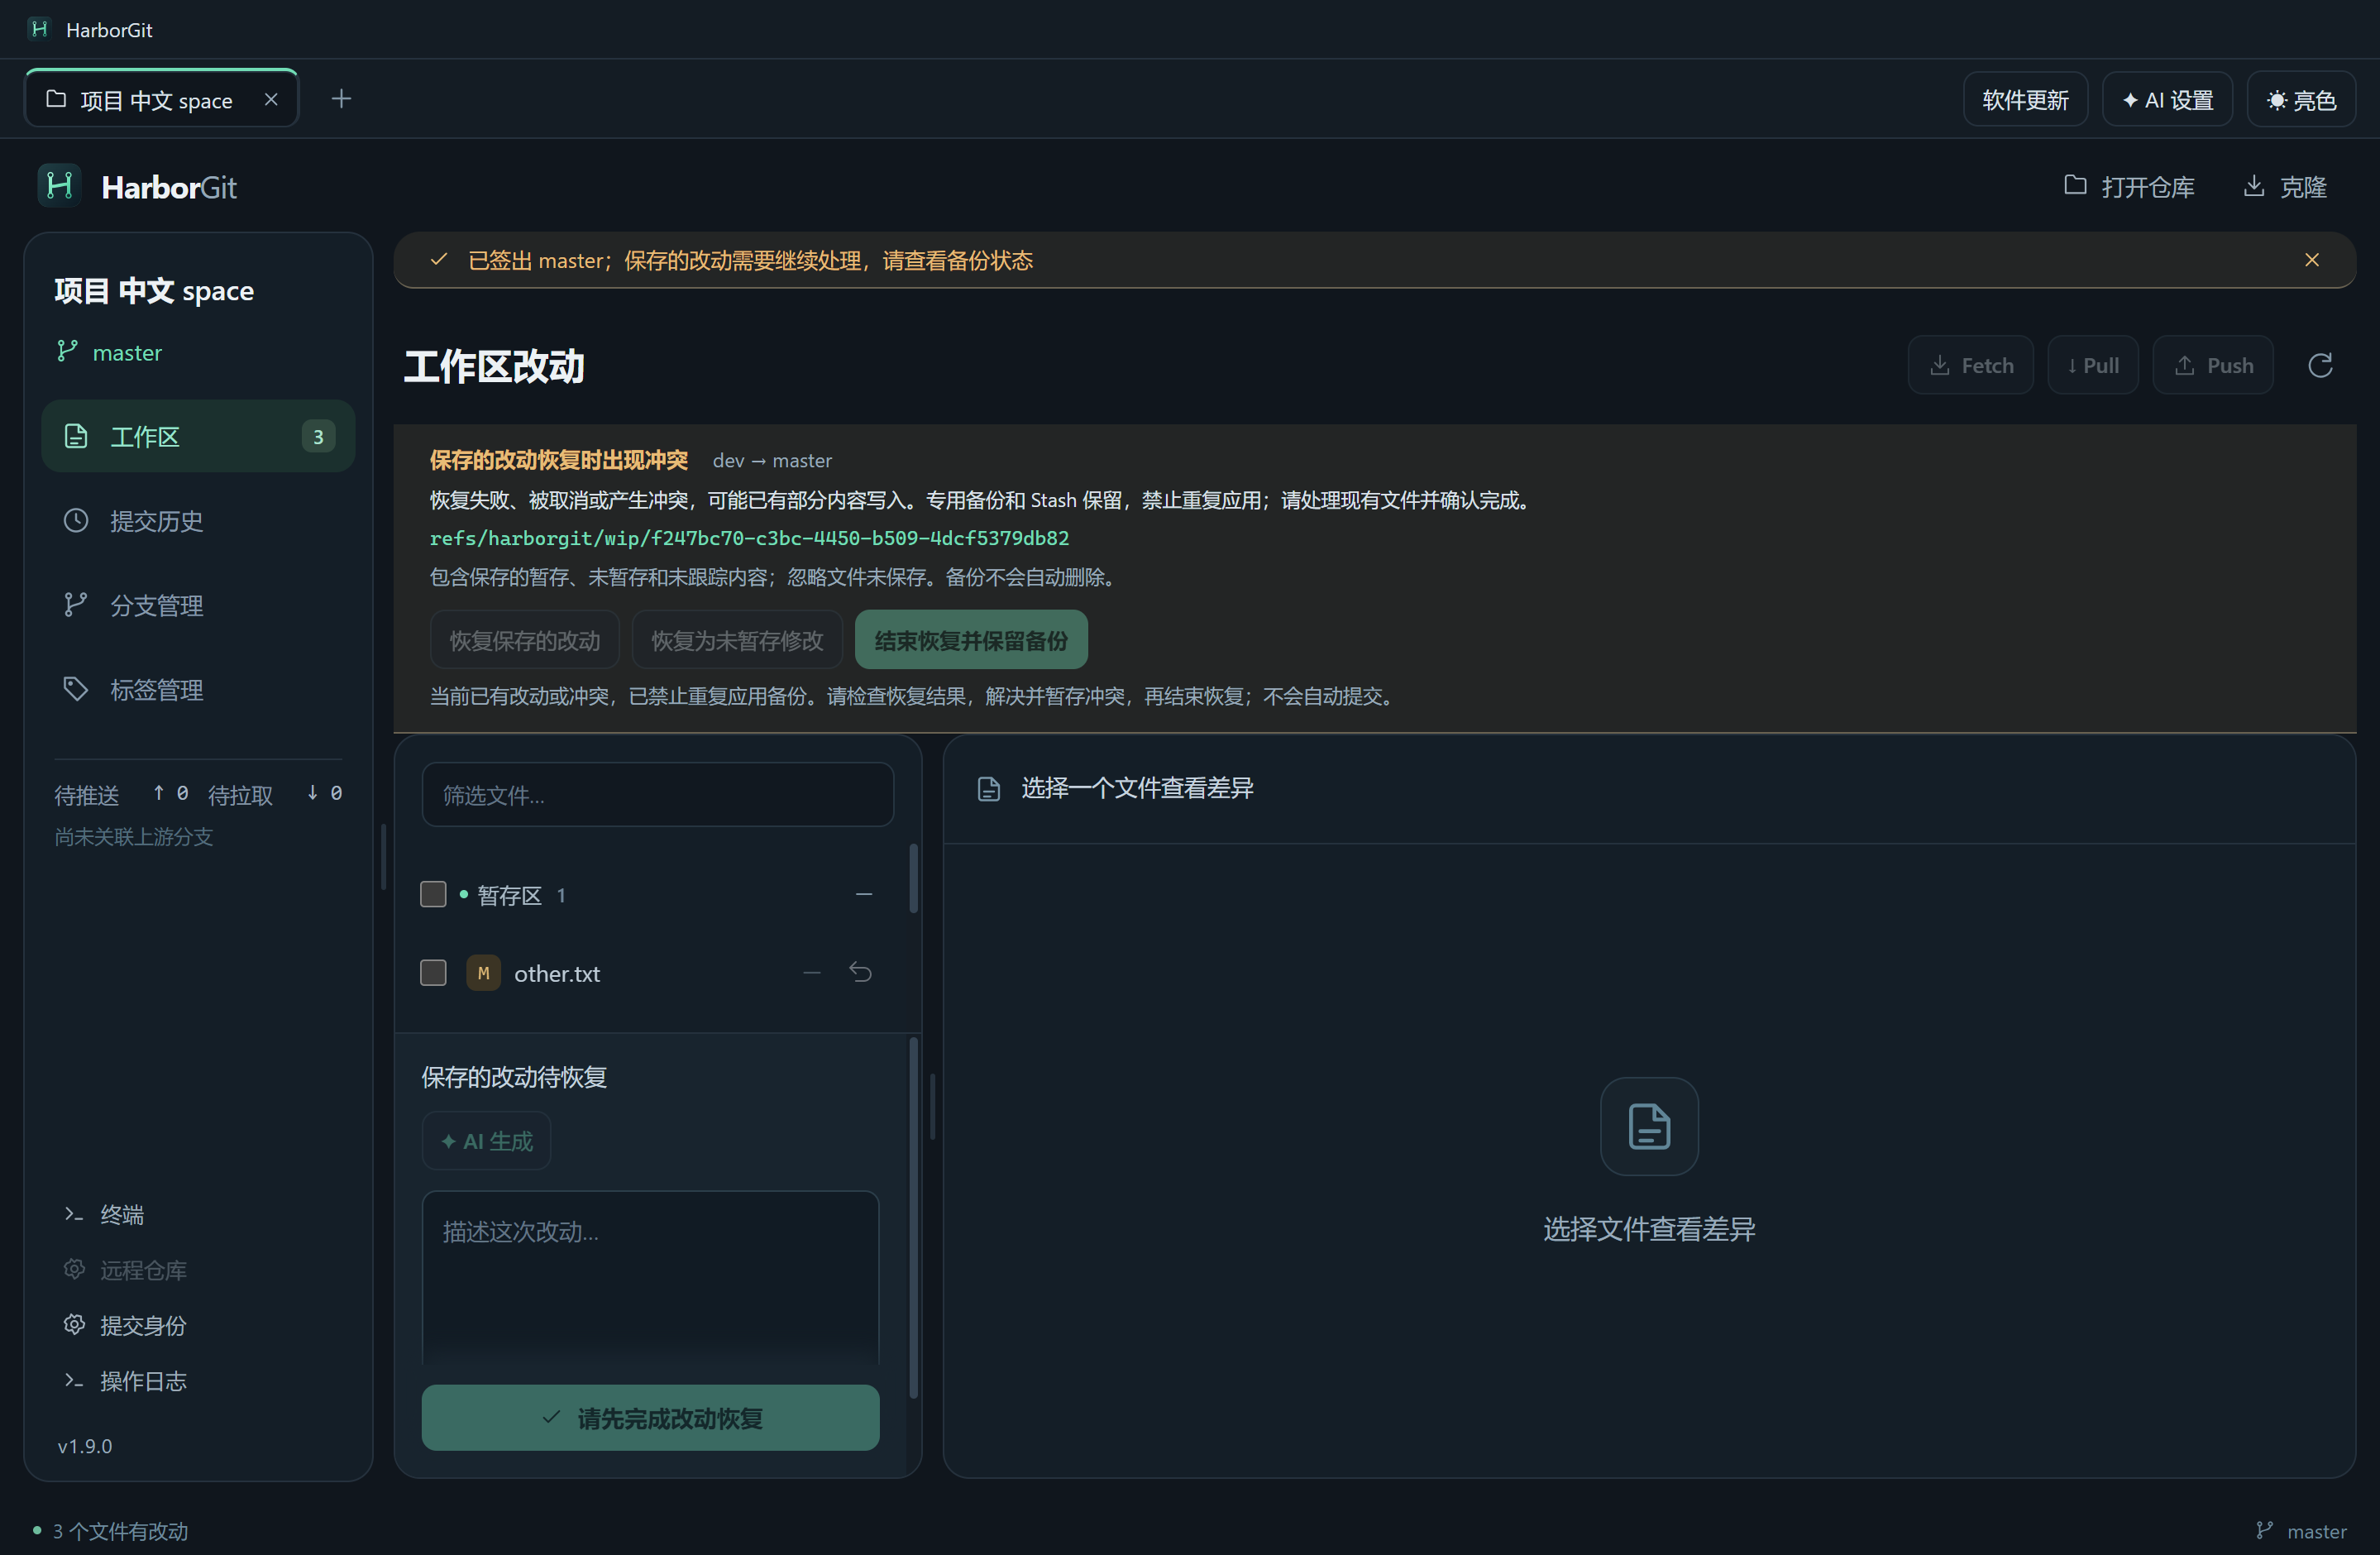 HarborGit
项目 中文 space
软件更新
AI 设置
亮色
HarborGit
打开仓库
克隆
项目 中文 space
master
工作区
3
提交历史
分支管理
标签管理
待推送 ↑ 0 待拉取 ↓ 0
尚未关联上游分支
终端
远程仓库
提交身份
操作日志
v1.9.0
已签出 master；保存的改动需要继续处理，请查看备份状态
工作区改动
Fetch
↓ Pull
Push
保存的改动恢复时出现冲突 dev → master
恢复失败、被取消或产生冲突，可能已有部分内容写入。专用备份和 Stash 保留，禁止重复应用；请处理现有文件并确认完成。
refs/harborgit/wip/f247bc70-c3bc-4450-b509-4dcf5379db82
包含保存的暂存、未暂存和未跟踪内容；忽略文件未保存。备份不会自动删除。
恢复保存的改动
恢复为未暂存修改
结束恢复并保留备份
当前已有改动或冲突，已禁止重复应用备份。请检查恢复结果，解决并暂存冲突，再结束恢复；不会自动提交。
筛选文件...
暂存区 1
M other.txt
保存的改动待恢复
AI 生成
描述这次改动...
请先完成改动恢复
选择一个文件查看差异
选择文件查看差异
3 个文件有改动
master